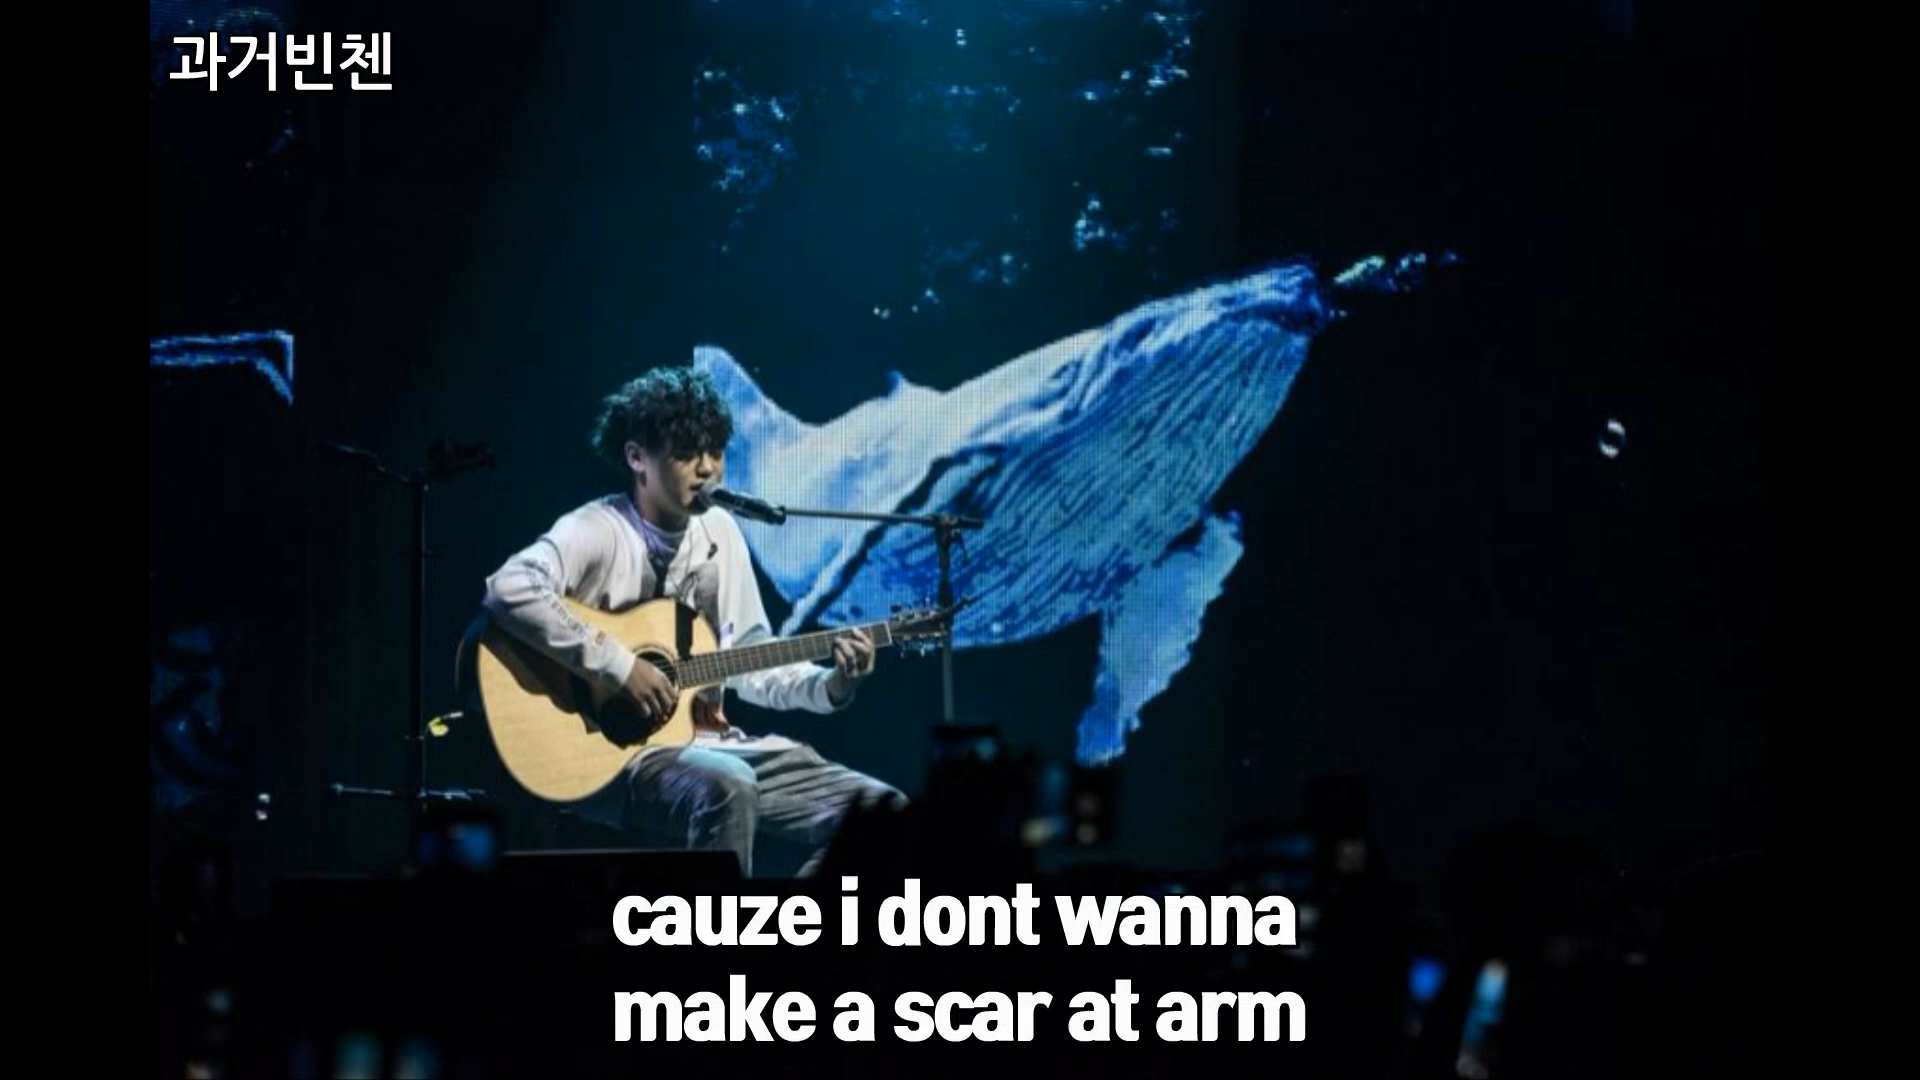 과거빈첸
cauze i dont wanna
make a scar at arm